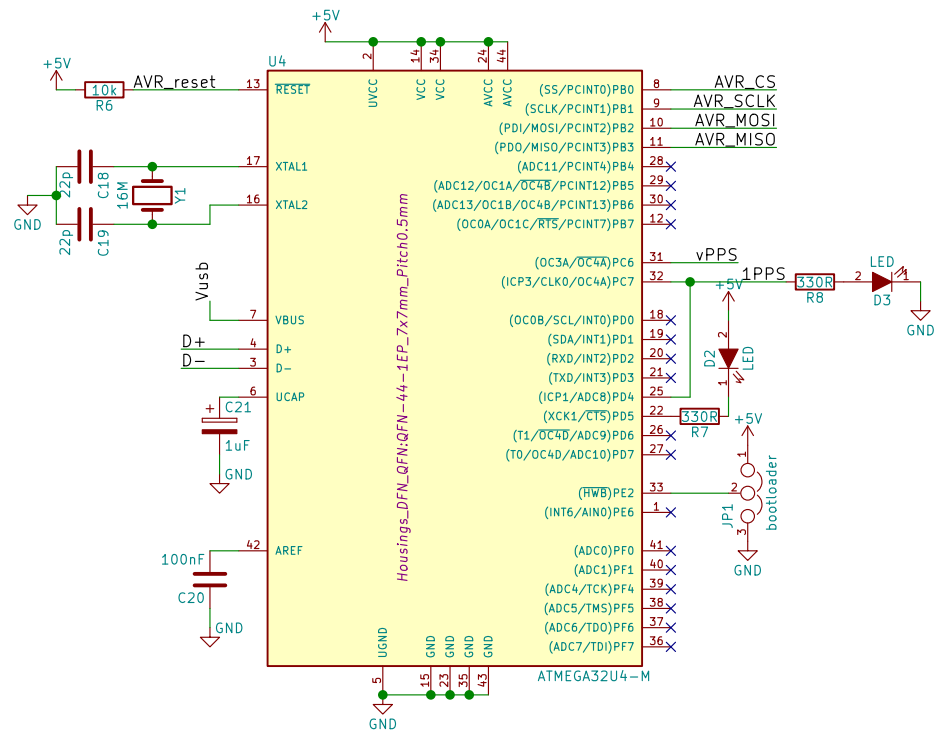 +5V
U4
2
UVCC
14
VCC
34
VCC
24
AVCC
44
AVCC
+5V
10k
R6
AVR_reset
13
RESET
22p
C18
17
XTAL1
16M
Y1
GND
22p
C19
16
XTAL2
Vusb
7
VBUS
D+
4
D+
D-
3
D-
6
UCAP
+
C21
1uF
GND
42
AREF
100nF
C20
GND
Housings_DFN_QFN:QFN-44-1EP_7x7mm_Pitch0.5mm
(SS/PCINT0)PB0
8
AVR_CS
(SCLK/PCINT1)PB1
9
AVR_SCLK
(PDI/MOSI/PCINT2)PB2
10
AVR_MOSI
(PDO/MISO/PCINT3)PB3
11
AVR_MISO
(ADC11/PCINT4)PB4
28
(ADC12/OC1A/OC4B/PCINT12)PB5
29
(ADC13/OC1B/OC4B/PCINT13)PB6
30
(OC0A/OC1C/RTS/PCINT7)PB7
12
(OC3A/OC4A)PC6
31
vPPS
(ICP3/CLK0/OC4A)PC7
32
1PPS
330R
R8
2
LED
1
D3
GND
(OC0B/SCL/INT0)PD0
18
(SDA/INT1)PD1
19
(RXD/INT2)PD2
20
(TXD/INT3)PD3
21
(ICP1/ADC8)PD4
25
(XCK1/CTS)PD5
22
330R
R7
+5V
2
D2
LED
1
(T1/OC4D/ADC9)PD6
26
(T0/OC4D/ADC10)PD7
27
(HWB)PE2
33
+5V
1
2
3
JP1
bootloader
GND
(INT6/AIN0)PE6
1
(ADC0)PF0
41
(ADC1)PF1
40
(ADC4/TCK)PF4
39
(ADC5/TMS)PF5
38
(ADC6/TDO)PF6
37
(ADC7/TDI)PF7
36
UGND
5
GND
15
GND
23
GND
35
GND
43
GND
ATMEGA32U4-M